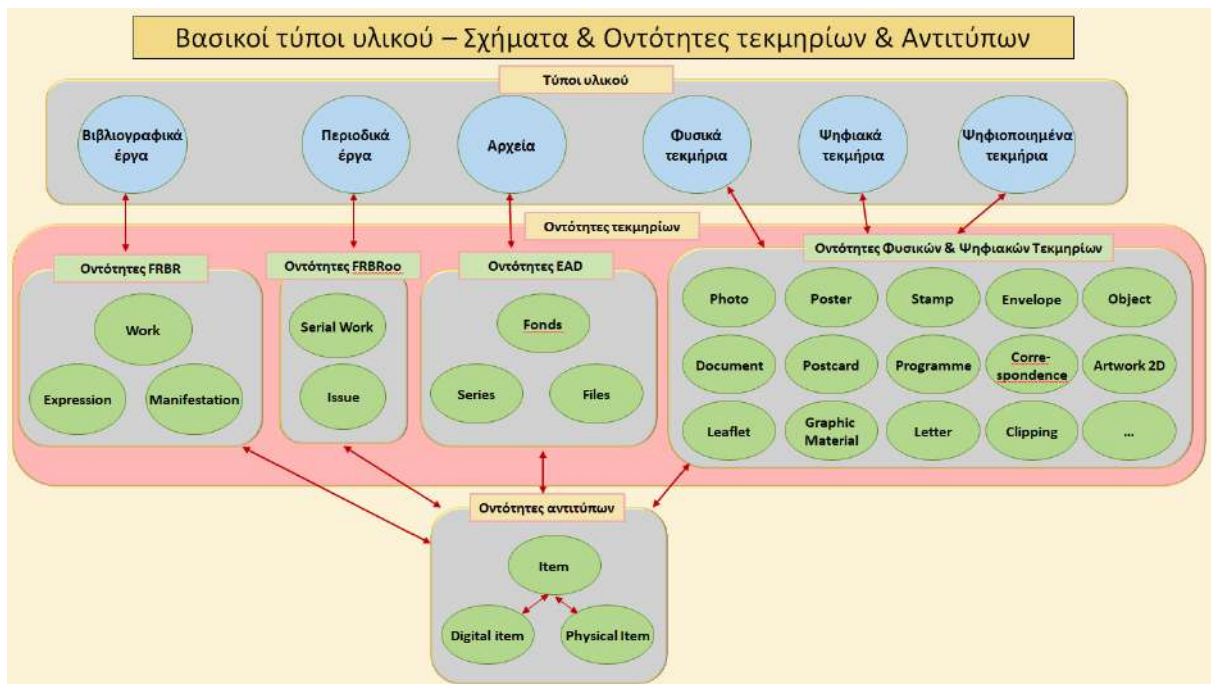 Βασικοί τύποι υλικού – Σχήματα & Οντότητες τεκμηρίων & Αντιτύπων
Τύποι υλικού
Βιβλιογραφικά
έργα
Περιοδικά
έργα
Αρχεία
Φυσικά
τεκμήρια
Ψηφιακά
τεκμήρια
Ψηφιοποιημένα
τεκμήρια
Οντότητες τεκμηρίων
Οντότητες FRBR
Work
Expression
Manifestation
Οντότητες FRBRoo
Serial Work
Issue
Οντότητες EAD
Fonds
Series
Files
Οντότητες Φυσικών & Ψηφιακών Τεκμηρίων
Photo
Poster
Stamp
Envelope
Object
Document
Postcard
Programme
Corre-
spondence
Artwork 2D
Leaflet
Graphic
Material
Letter
Clipping
...
Οντότητες αντιτύπων
Item
Digital item
Physical Item